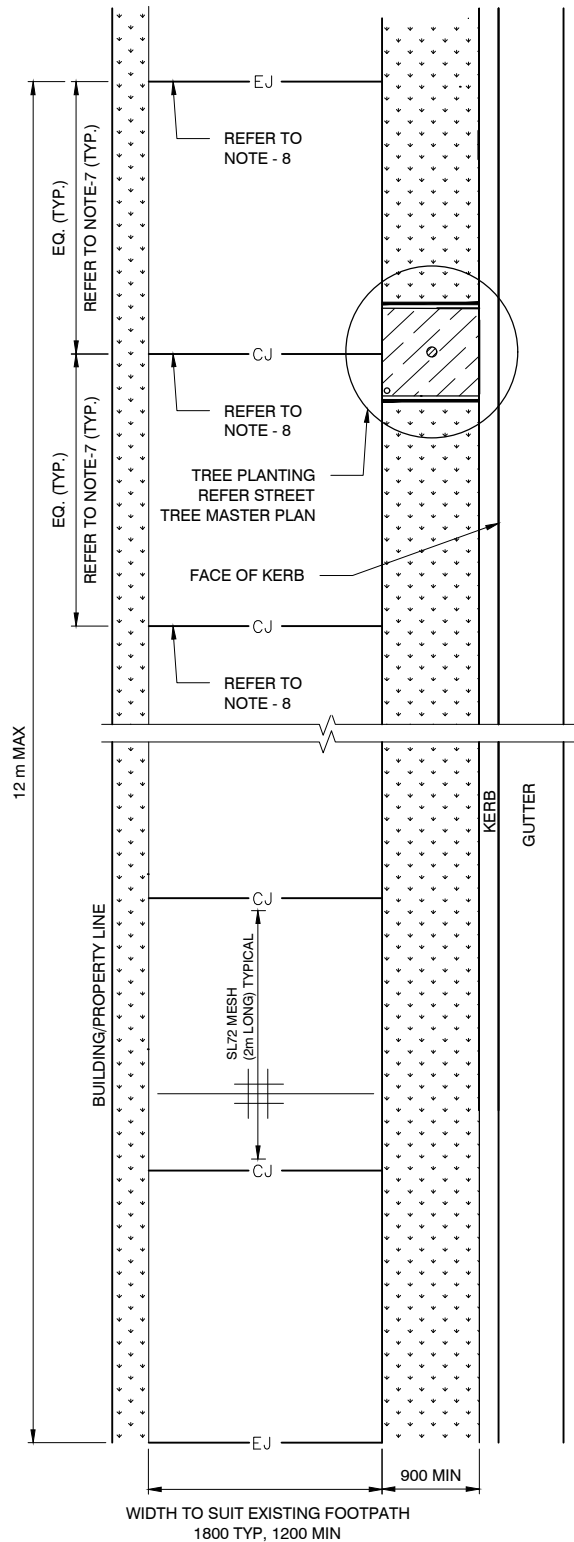 EJ
REFER TO
NOTE - 8
EQ. (TYP.)
REFER TO NOTE-7 (TYP.)
CJ
REFER TO
NOTE - 8
EQ. (TYP.)
REFER TO NOTE-7 (TYP.)
TREE PLANTING
REFER STREET
TREE MASTER PLAN
FACE OF KERB
CJ
REFER TO
NOTE - 8
12 m MAX
KERB
GUTTER
CJ
BUILDING/PROPERTY LINE
SL72 MESH
(2m LONG) TYPICAL
CJ
EJ
900 MIN
WIDTH TO SUIT EXISTING FOOTPATH
1800 TYP, 1200 MIN